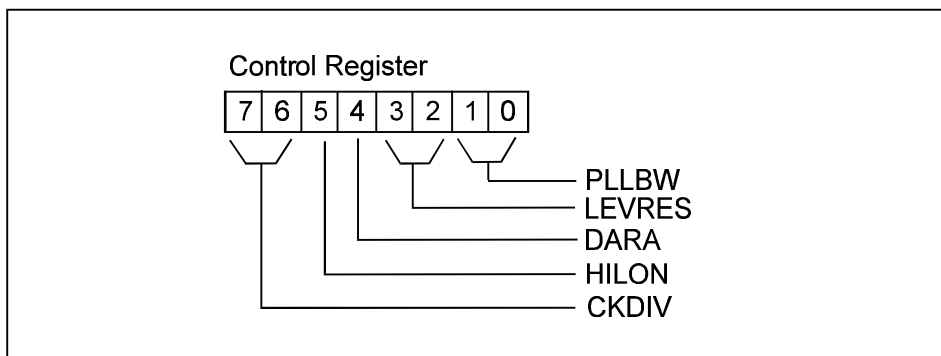 Control Register
7 6 5 4 3 2 1 0
PLLBW
LEVRES
DARA
HILON
CKDIV